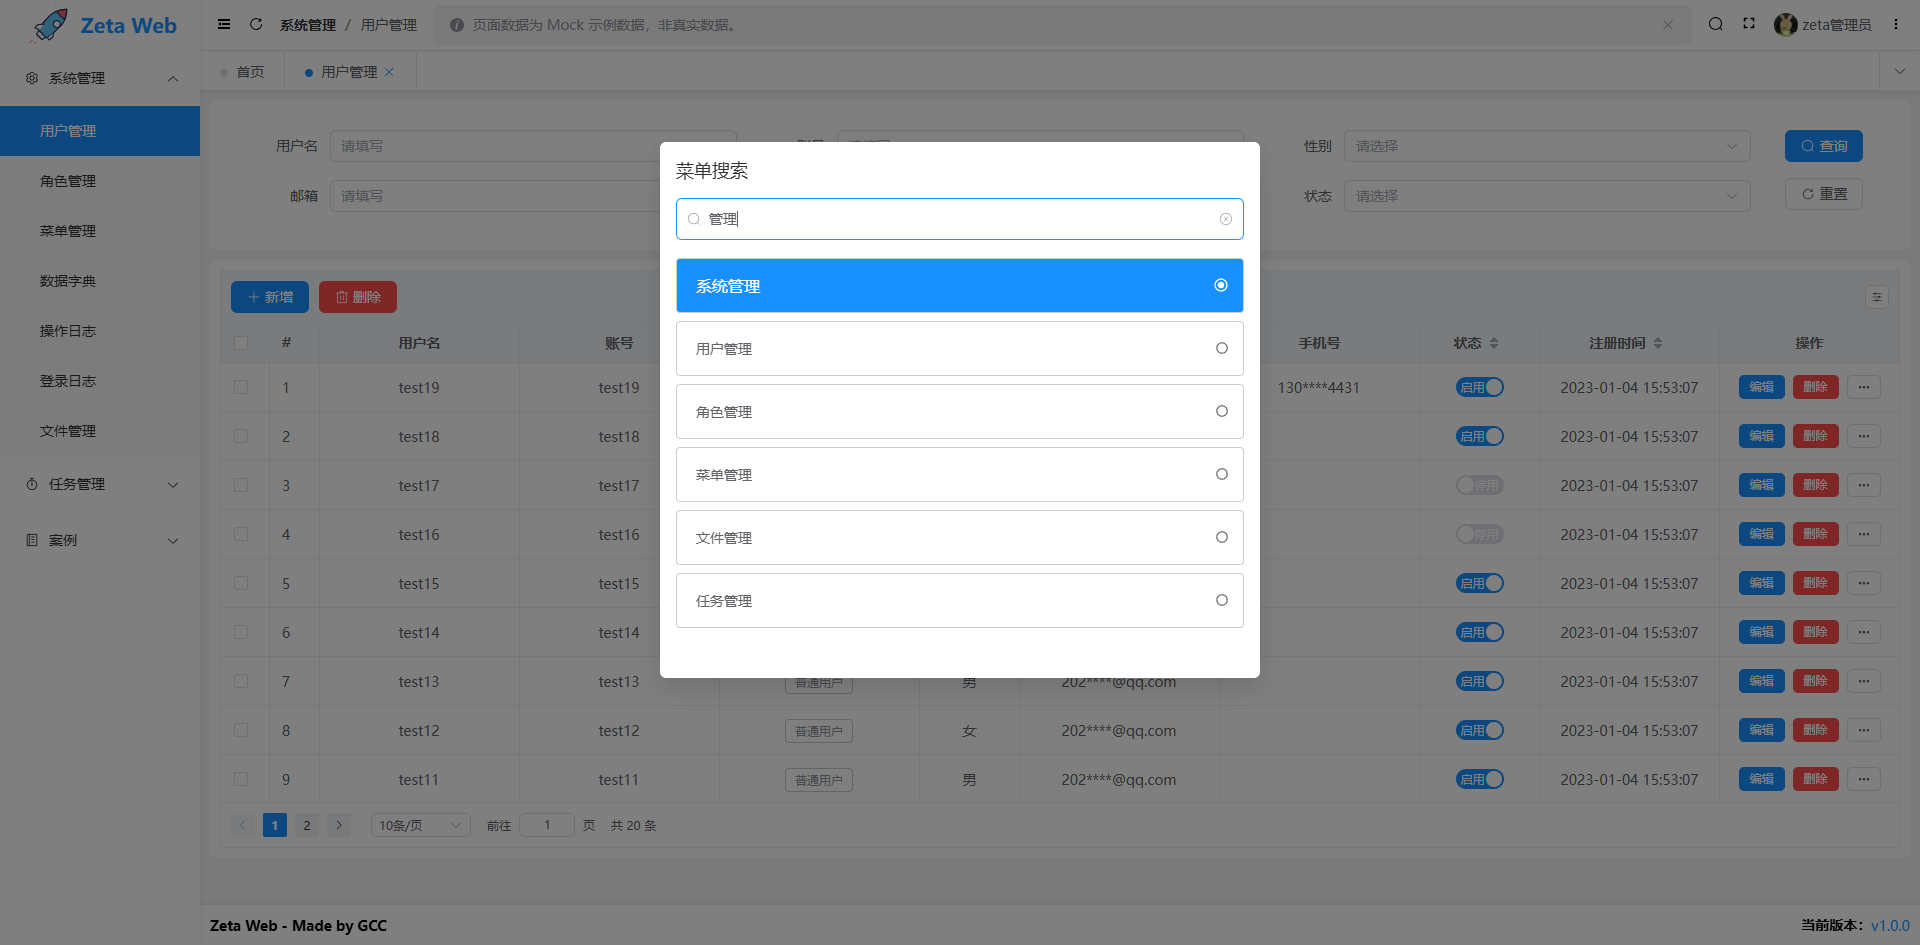 Zeta Web
系统管理 / 用户管理
页面数据为 Mock 示例数据，非真实数据。
zeta管理员
系统管理
用户管理
角色管理
菜单管理
数据字典
操作日志
登录日志
文件管理
任务管理
案例
首页
用户管理
用户名 请填写
性别 请选择
查询
邮箱 请填写
状态 请选择
重置
菜单搜索
管理
系统管理
用户管理
角色管理
菜单管理
文件管理
任务管理
新增 删除
# 用户名 账号 手机号 状态 注册时间 操作
1 test19 test19 130****4431 启用 2023-01-04 15:53:07 编辑 删除 ···
2 test18 test18 启用 2023-01-04 15:53:07 编辑 删除 ···
3 test17 test17 停用 2023-01-04 15:53:07 编辑 删除 ···
4 test16 test16 停用 2023-01-04 15:53:07 编辑 删除 ···
5 test15 test15 启用 2023-01-04 15:53:07 编辑 删除 ···
6 test14 test14 启用 2023-01-04 15:53:07 编辑 删除 ···
7 test13 test13 普通用户 男 202****@qq.com 启用 2023-01-04 15:53:07 编辑 删除 ···
8 test12 test12 普通用户 女 202****@qq.com 启用 2023-01-04 15:53:07 编辑 删除 ···
9 test11 test11 普通用户 男 202****@qq.com 启用 2023-01-04 15:53:07 编辑 删除 ···
1 2 10条/页 前往 1 页 共 20 条
Zeta Web - Made by GCC
当前版本： v1.0.0